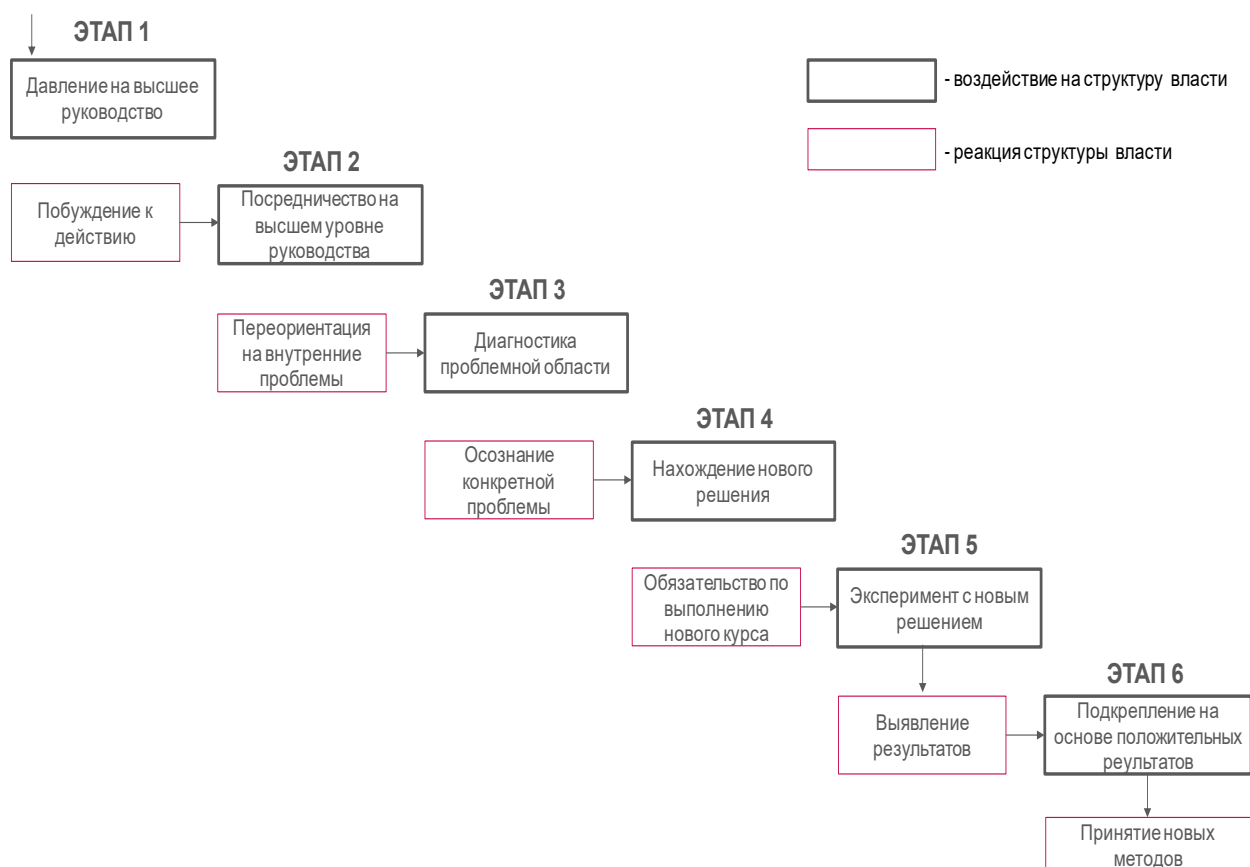 ЭТАП 1
Давление на высшее
руководство
- воздействие на структуру власти
- реакция структуры власти
ЭТАП 2
Побуждение к
действию
Посредничество на
высшем уровне
руководства
ЭТАП 3
Переориентация
на внутренние
проблемы
Диагностика
проблемной области
ЭТАП 4
Осознание
конкретной
проблемы
Нахождение нового
решения
ЭТАП 5
Обязательство по
выполнению
нового курса
Эксперимент с новым
решением
ЭТАП 6
Выявление
результатов
Подкрепление на
основе положительных
реультатов
Принятие новых
методов